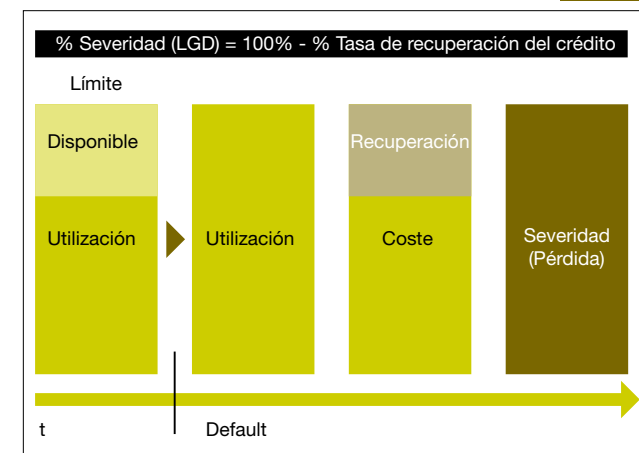 % Severidad (LGD) = 100% - % Tasa de recuperación del crédito
Límite
Disponible
Recuperación
Utilización
Utilización
Coste
Severidad
(Pérdida)
t
Default